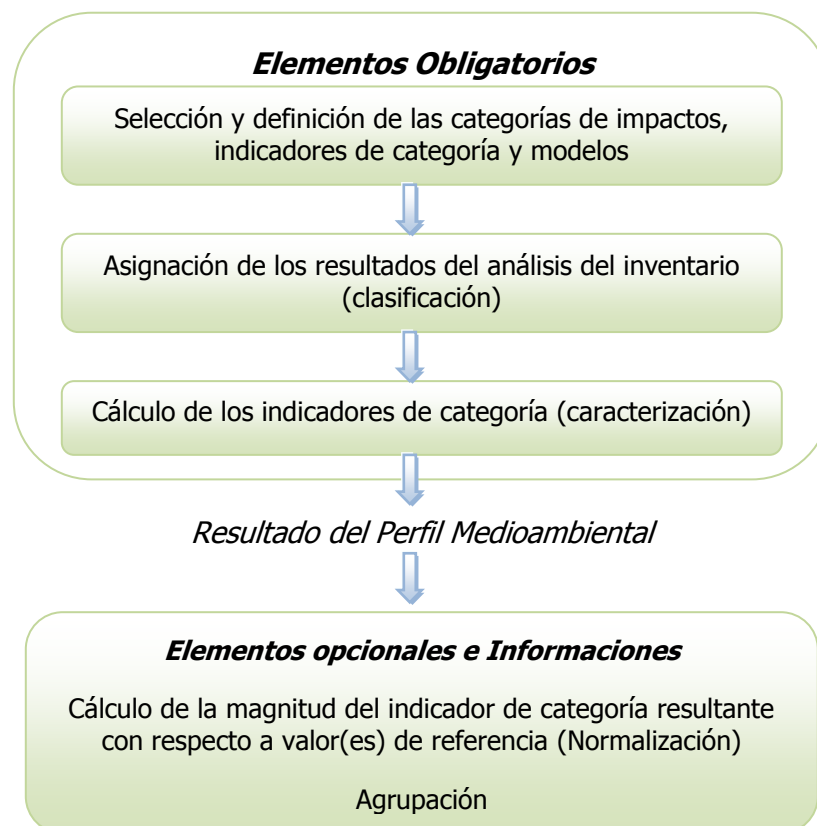 Elementos Obligatorios
Selección y definición de las categorías de impactos,
indicadores de categoría y modelos
Asignación de los resultados del análisis del inventario
(clasificación)
Cálculo de los indicadores de categoría (caracterización)
Resultado del Perfil Medioambiental
Elementos opcionales e Informaciones
Cálculo de la magnitud del indicador de categoría resultante
con respecto a valor(es) de referencia (Normalización)
Agrupación